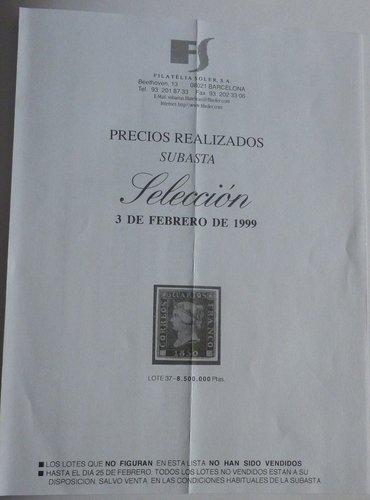 FS
FILATÈLIA SOLER, S.A.
Beethoven, 13 08021 BARCELONA
Tel. 93 201 87 33 Fax 93 202 33 06
PRECIOS REALIZADOS
SUBASTA
Selección
3 DE FEBRERO DE 1999
CORREOS
CUARTOS
FRANCO
1850
LOTE 37 - 8.500.000 Ptas.
■ LOS LOTES QUE NO FIGURAN EN ESTA LISTA NO HAN SIDO VENDIDOS
■ HASTA EL DIA 25 DE FEBRERO, TODOS LOS LOTES NO VENDIDOS ESTAN A SU
DISPOSICION, SALVO VENTA, EN LAS CONDICIONES HABITUALES DE LA SUBASTA